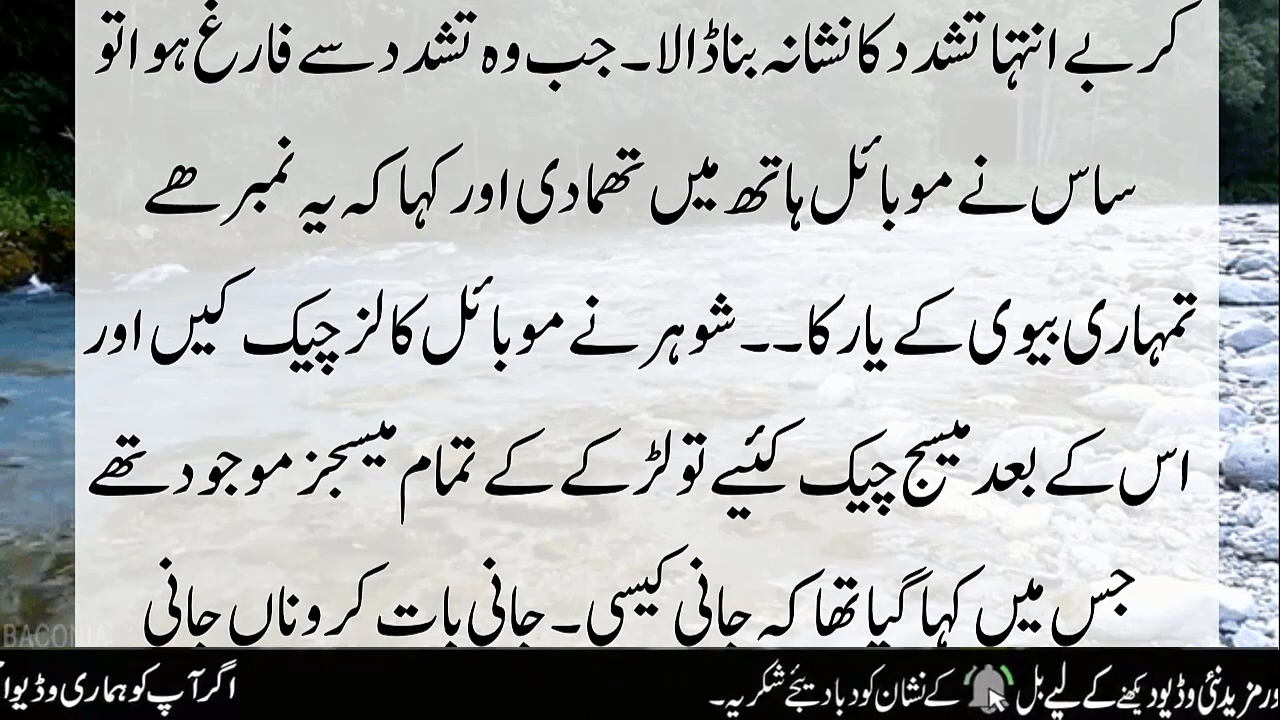 کر بے انتہا تشدد کا نشانہ بنا ڈالا۔ جب وہ تشدد سے فارغ ہوا تو
ساس نے موبائل ہاتھ میں تھمادی اور کہا کہ یہ نمبر ھے
تمہاری بیوی کے یار کا۔۔ شوہر نے موبائل کالز چیک کیں اور
اس کے بعد میسج چیک کئیے تو لڑکے کے تمام میسجز موجود تھے
جس میں کہا گیا تھا کہ جانی کیسی۔ جانی بات کروناں جانی
BACONIA
ور مزید نئی وڈیو دیکھنے کے لیے بل کے نشان کو دبا دیجئے شکریہ۔
اگر آپ کو ہماری وڈیو